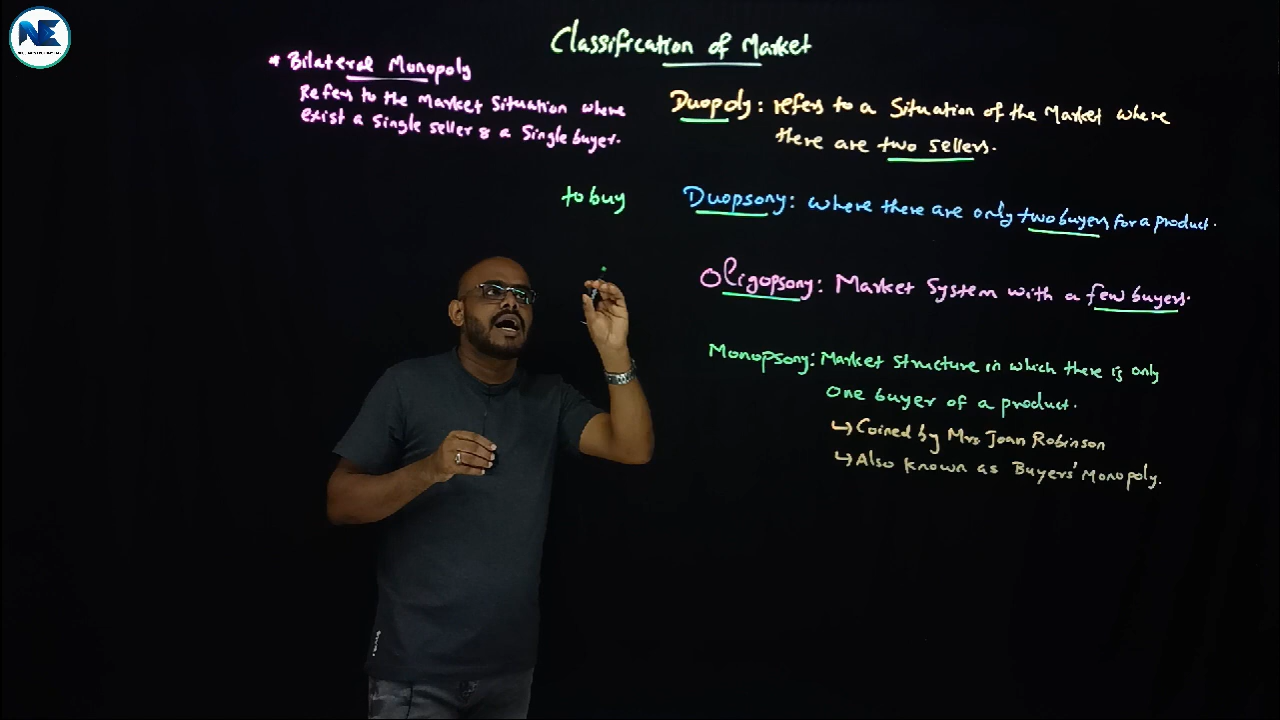 NE
Classification of Market
* Bilateral Monopoly
Refers to the Market Situation where
exist a Single seller & a Single buyer.
Duopoly: refers to a Situation of the Market where
there are two sellers.
to buy
Duopsony: where there are only two buyers for a product.
Oligopsony: Market System with a few buyers.
Monopsony: Market structure in which there is only
One buyer of a product.
↳ Coined by Mrs Joan Robinson
↳ Also known as Buyers' Monopoly.